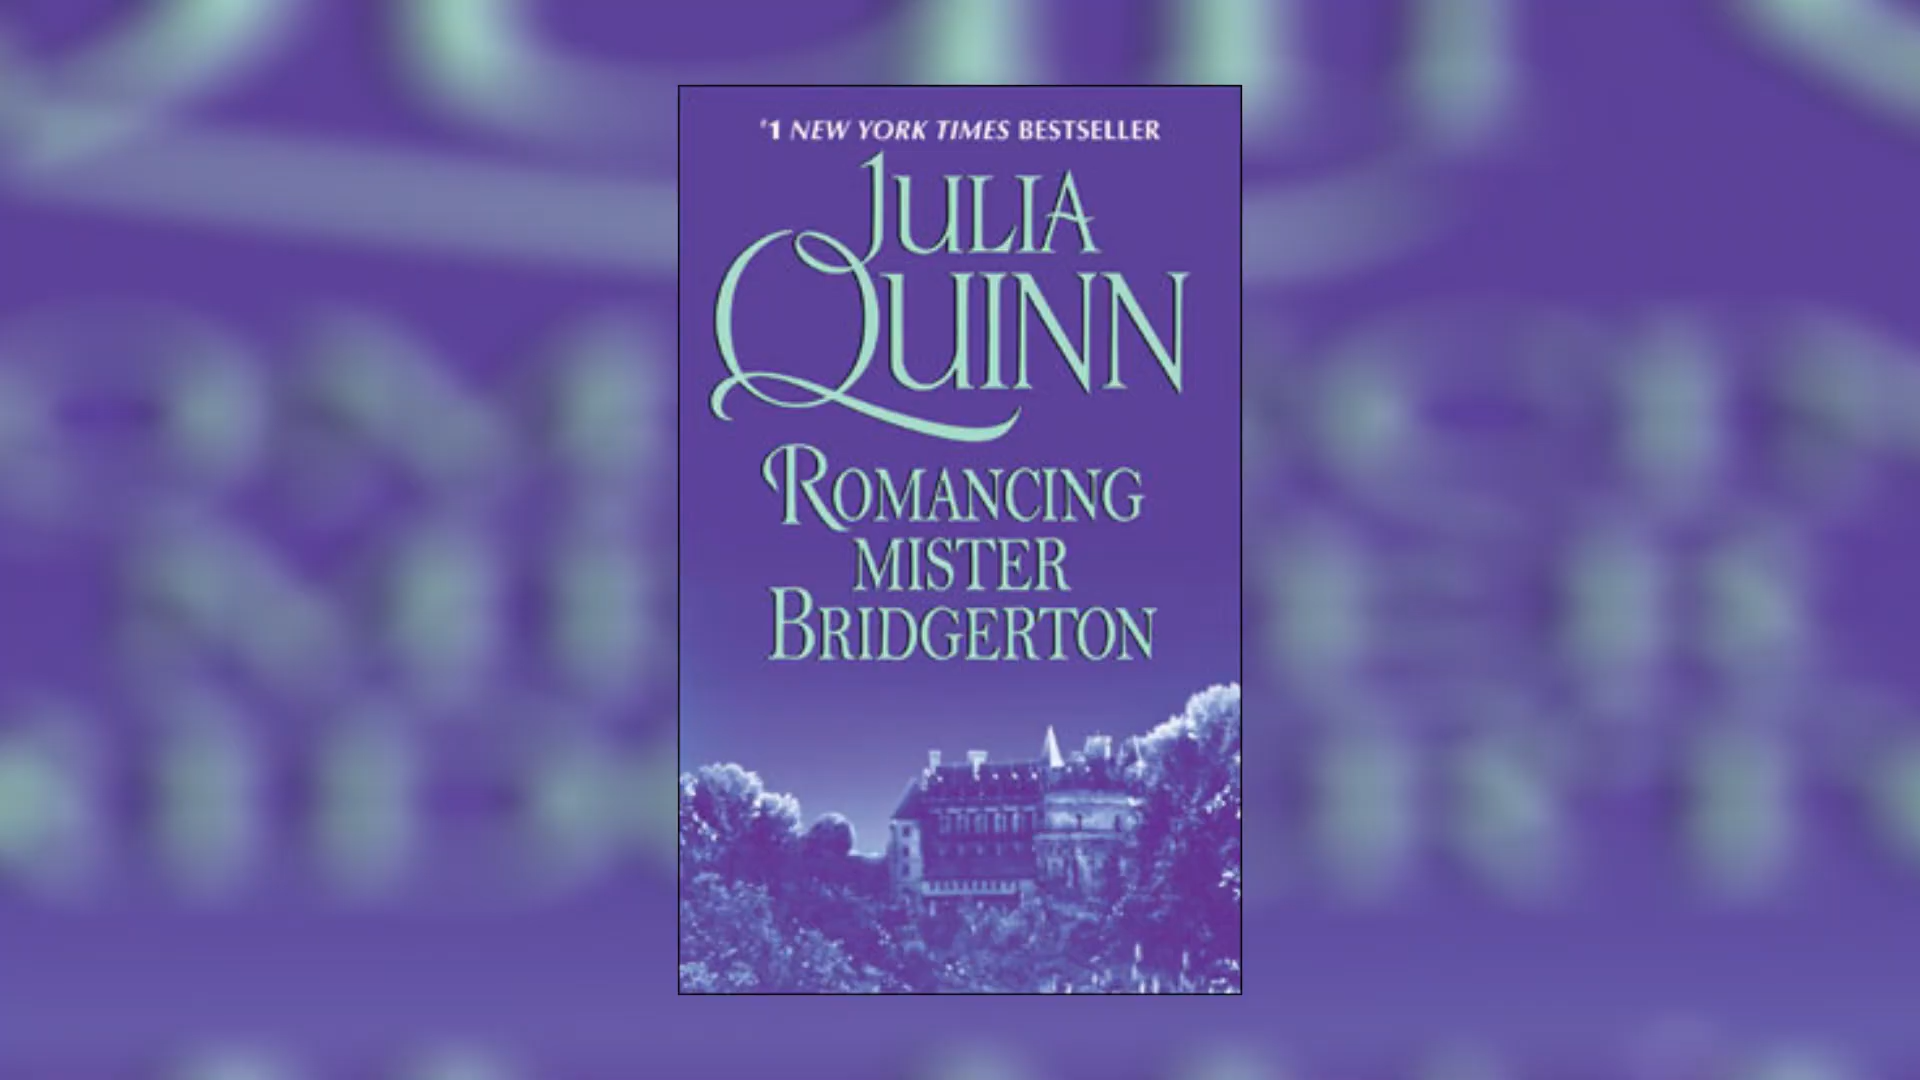 #1 NEW YORK TIMES BESTSELLER
JULIA
QUINN
ROMANCING
MISTER
BRIDGERTON